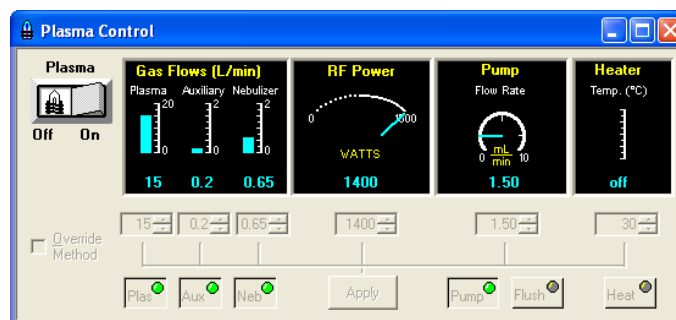 Plasma Control
Plasma
Off On
Gas Flows (L/min)
Plasma Auxiliary Nebulizer
20 2 2
0 0 0
15 0.2 0.65
RF Power
0 1500
WATTS
1400
Pump
Flow Rate
0 mL/min 10
1.50
Heater
Temp. (ºC)
off
Override
Method
15 0.2 0.65 1400 1.50 30
Plas Aux Neb Apply Pump Flush Heat